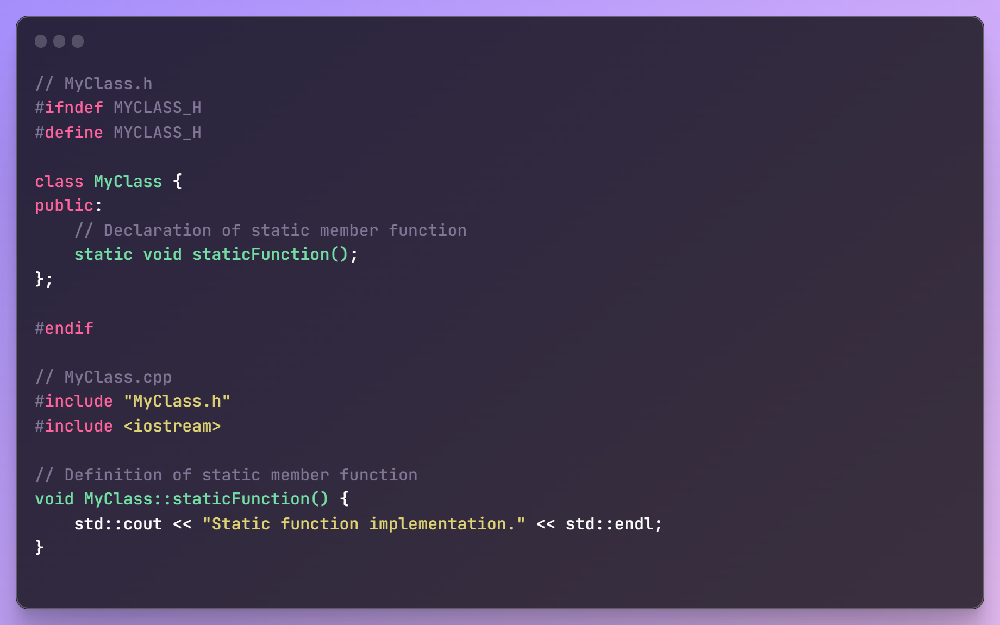 // MyClass.h
#ifndef MYCLASS_H
#define MYCLASS_H

class MyClass {
public:
    // Declaration of static member function
    static void staticFunction();
};

#endif

// MyClass.cpp
#include "MyClass.h"
#include <iostream>

// Definition of static member function
void MyClass::staticFunction() {
    std::cout << "Static function implementation." << std::endl;
}